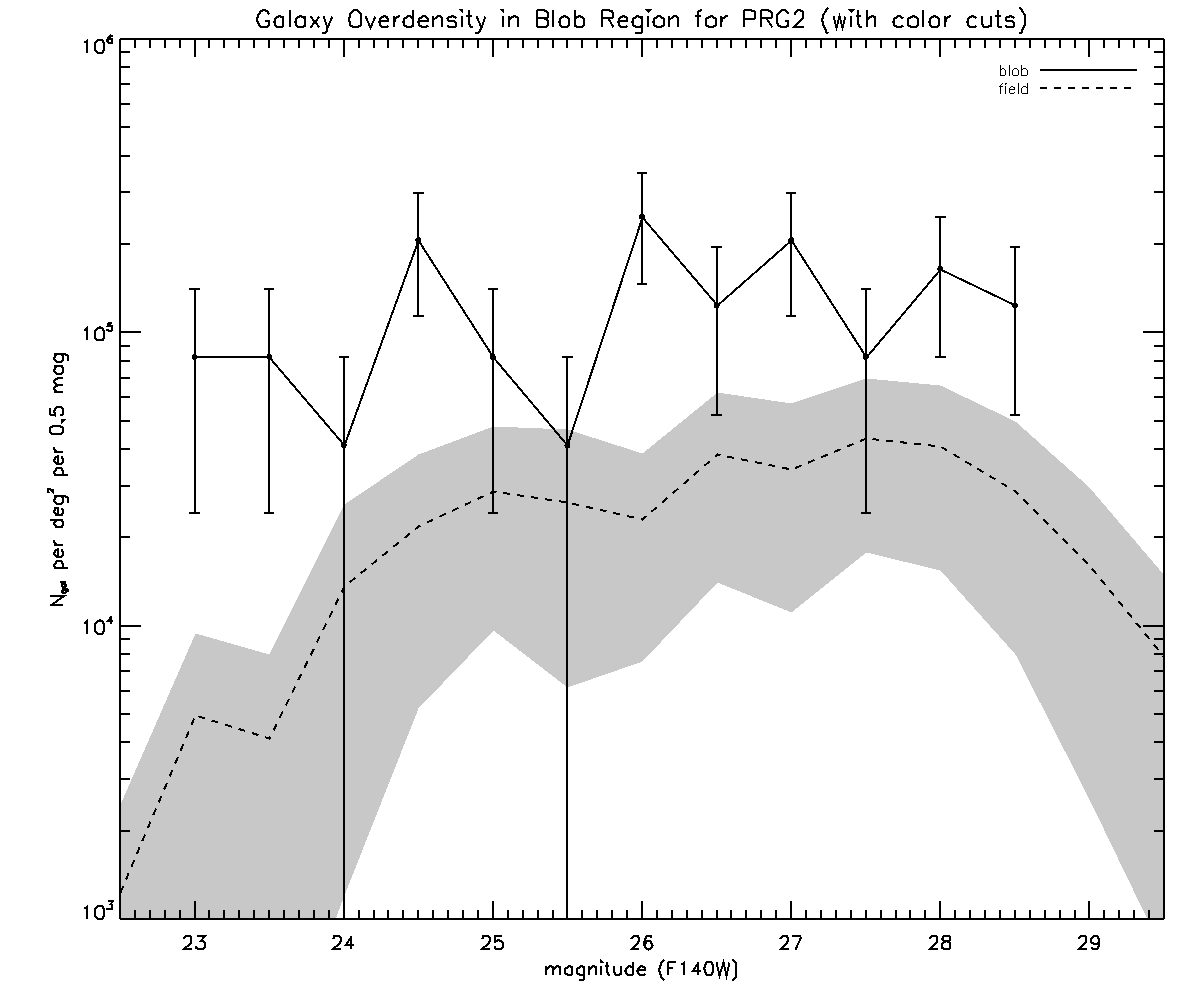 Galaxy Overdensity in Blob Region for PRG2 (with color cuts)
blob
field
10⁶
10⁵
10⁴
10³
N_gal per deg² per 0.5 mag
23 24 25 26 27 28 29
magnitude (F140W)